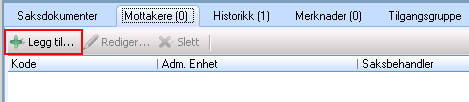 Saksdokumenter Mottakere (0) Historikk (1) Merknader (0) Tilgangsgruppe
Legg til... Rediger... Slett
Kode Adm. Enhet Saksbehandler